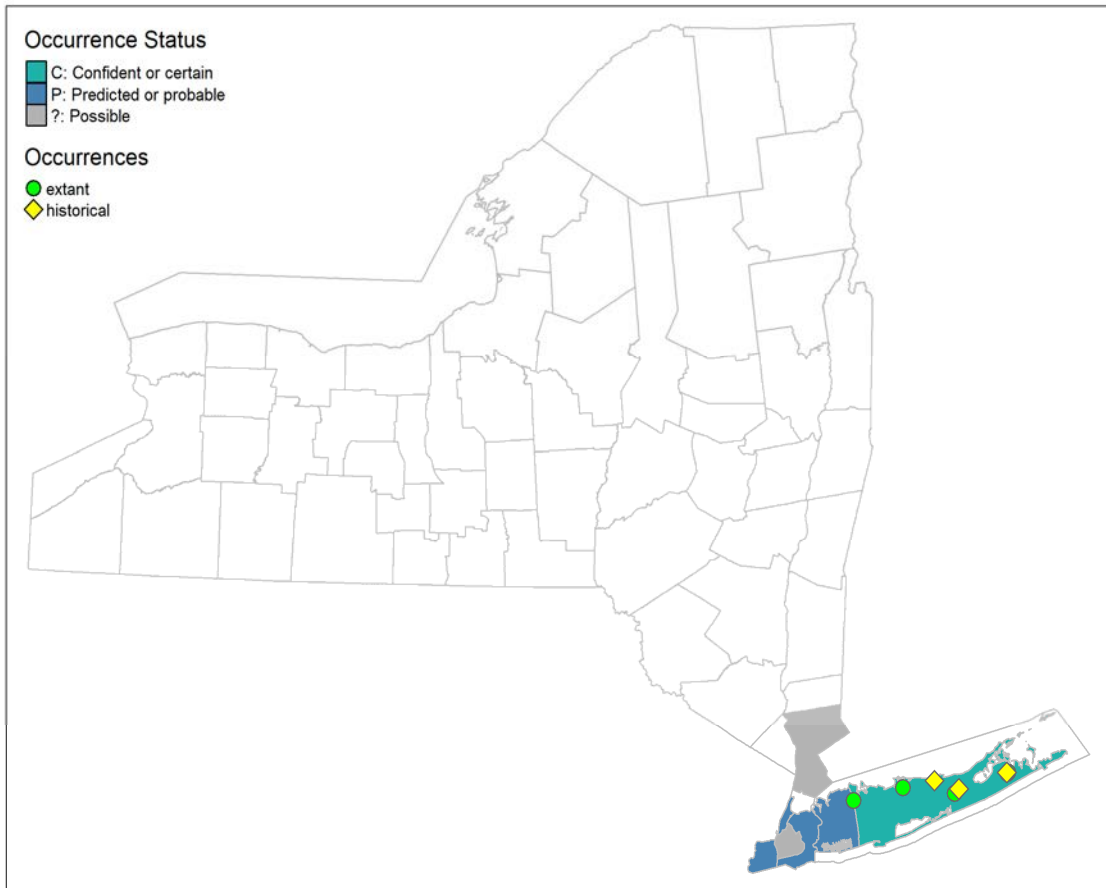 Occurrence Status
C: Confident or certain
P: Predicted or probable
?: Possible
Occurrences
extant
historical